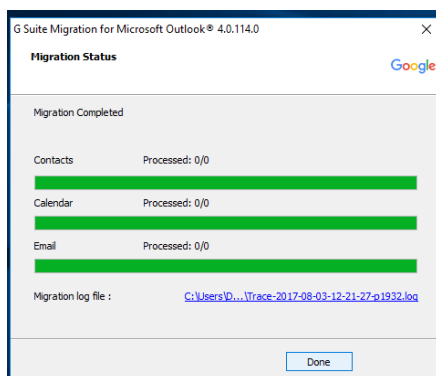 G Suite Migration for Microsoft Outlook® 4.0.114.0
Migration Status
Google
Migration Completed
Contacts Processed: 0/0
Calendar Processed: 0/0
Email Processed: 0/0
Migration log file : C:\Users\D...\Trace-2017-08-03-12-21-27-p1932.log
Done